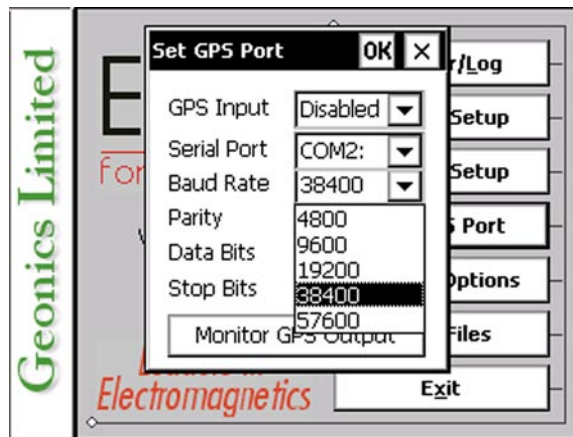 Geonics Limited
Set GPS Port OK ×
GPS Input Disabled
Serial Port COM2:
Baud Rate 38400
Parity
Data Bits
Stop Bits
4800
9600
19200
38400
57600
Monitor GPS Output
E
for
r/Log
Setup
Setup
S Port
Options
Files
Exit
Electromagnetics